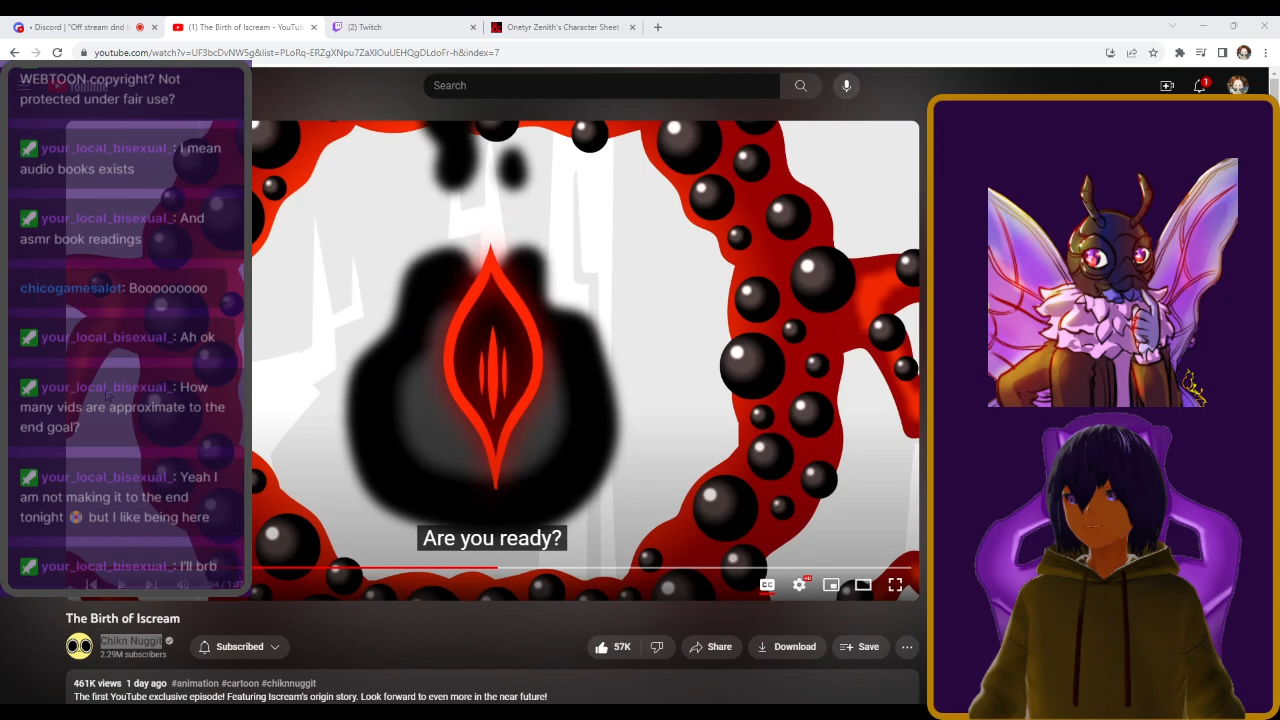 Discord | "Off stream dnd t
(1) The Birth of Iscream - YouTube
(2) Twitch
Onetyr Zenith's Character Sheet
youtube.com/watch?v=UF3bcDvNW5g&list=PLoRq-ERZgXNpu7ZaXIOuUEHQgDLdoFr-h&index=7
Search
1
WEBTOON copyright? Not
protected under fair use?
your_local_bisexual_: I mean
audio books exists
your_local_bisexual_: And
asmr book readings
chicogamesalot: Booooooooo
your_local_bisexual_: Ah ok
your_local_bisexual_: How
many vids are approximate to the
end goal?
your_local_bisexual_: Yeah I
am not making it to the end
tonight 😭 but I like being here
your_local_bisexual_: I'll brb
Are you ready?
CC
HD
The Birth of Iscream
Chikn Nuggit
2.29M subscribers
Subscribed
57K
Share
Download
Save
461K views 1 day ago #animation #cartoon #chiknnuggit
The first YouTube exclusive episode! Featuring Iscream's origin story. Look forward to even more in the near future!